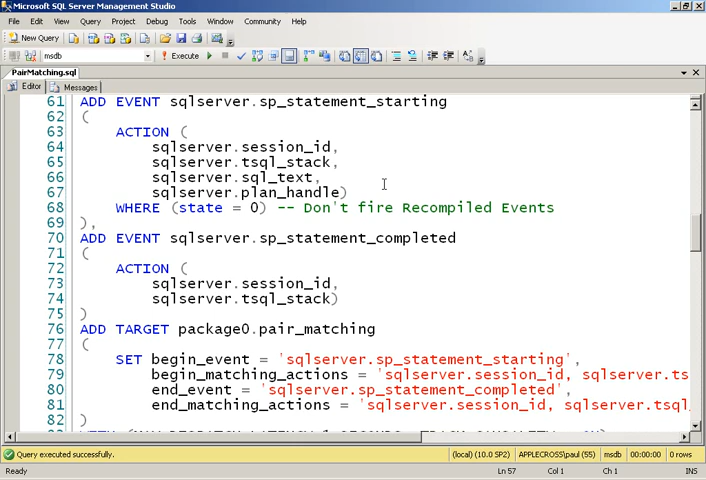 Microsoft SQL Server Management Studio
File Edit View Query Project Debug Tools Window Community Help
New Query
msdb Execute
PairMatching.sql
Editor Messages
61 ADD EVENT sqlserver.sp_statement_starting
62 (
63 ACTION (
64 sqlserver.session_id,
65 sqlserver.tsql_stack,
66 sqlserver.sql_text,
67 sqlserver.plan_handle)
68 WHERE (state = 0) -- Don't fire Recompiled Events
69 ),
70 ADD EVENT sqlserver.sp_statement_completed
71 (
72 ACTION (
73 sqlserver.session_id,
74 sqlserver.tsql_stack)
75 )
76 ADD TARGET package0.pair_matching
77 (
78 SET begin_event = 'sqlserver.sp_statement_starting',
79 begin_matching_actions = 'sqlserver.session_id, sqlserver.ts
80 end_event = 'sqlserver.sp_statement_completed',
81 end_matching_actions = 'sqlserver.session_id, sqlserver.tsql
82 )
Query executed successfully. (local) (10.0 SP2) APPLECROSS\paul (55) msdb 00:00:00 0 rows
Ready Ln 57 Col 1 Ch 1